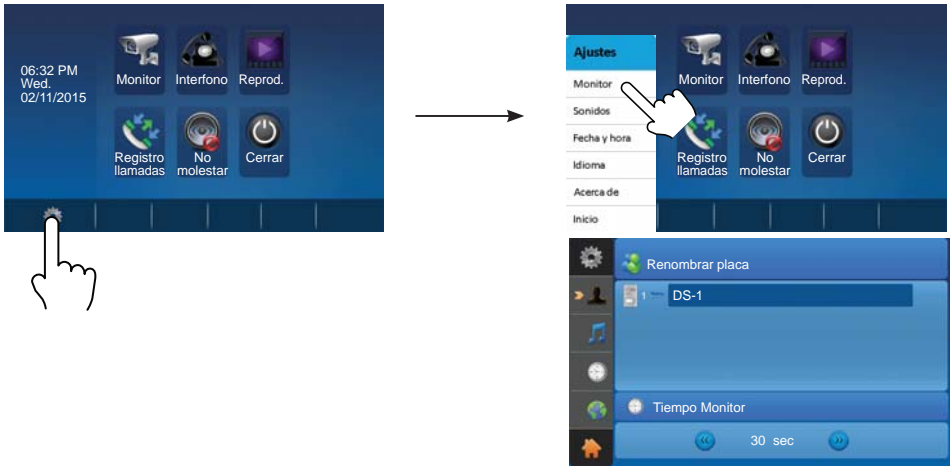 06:32 PM
Wed.
02/11/2015
Monitor
Interfono
Reprod.
Registro
llamadas
No
molestar
Cerrar
Ajustes
Monitor
Sonidos
Fecha y hora
Idioma
Acerca de
Inicio
Monitor
Interfono
Reprod.
Registro
llamadas
No
molestar
Cerrar
Renombrar placa
1
DS-1
Tiempo Monitor
30 sec